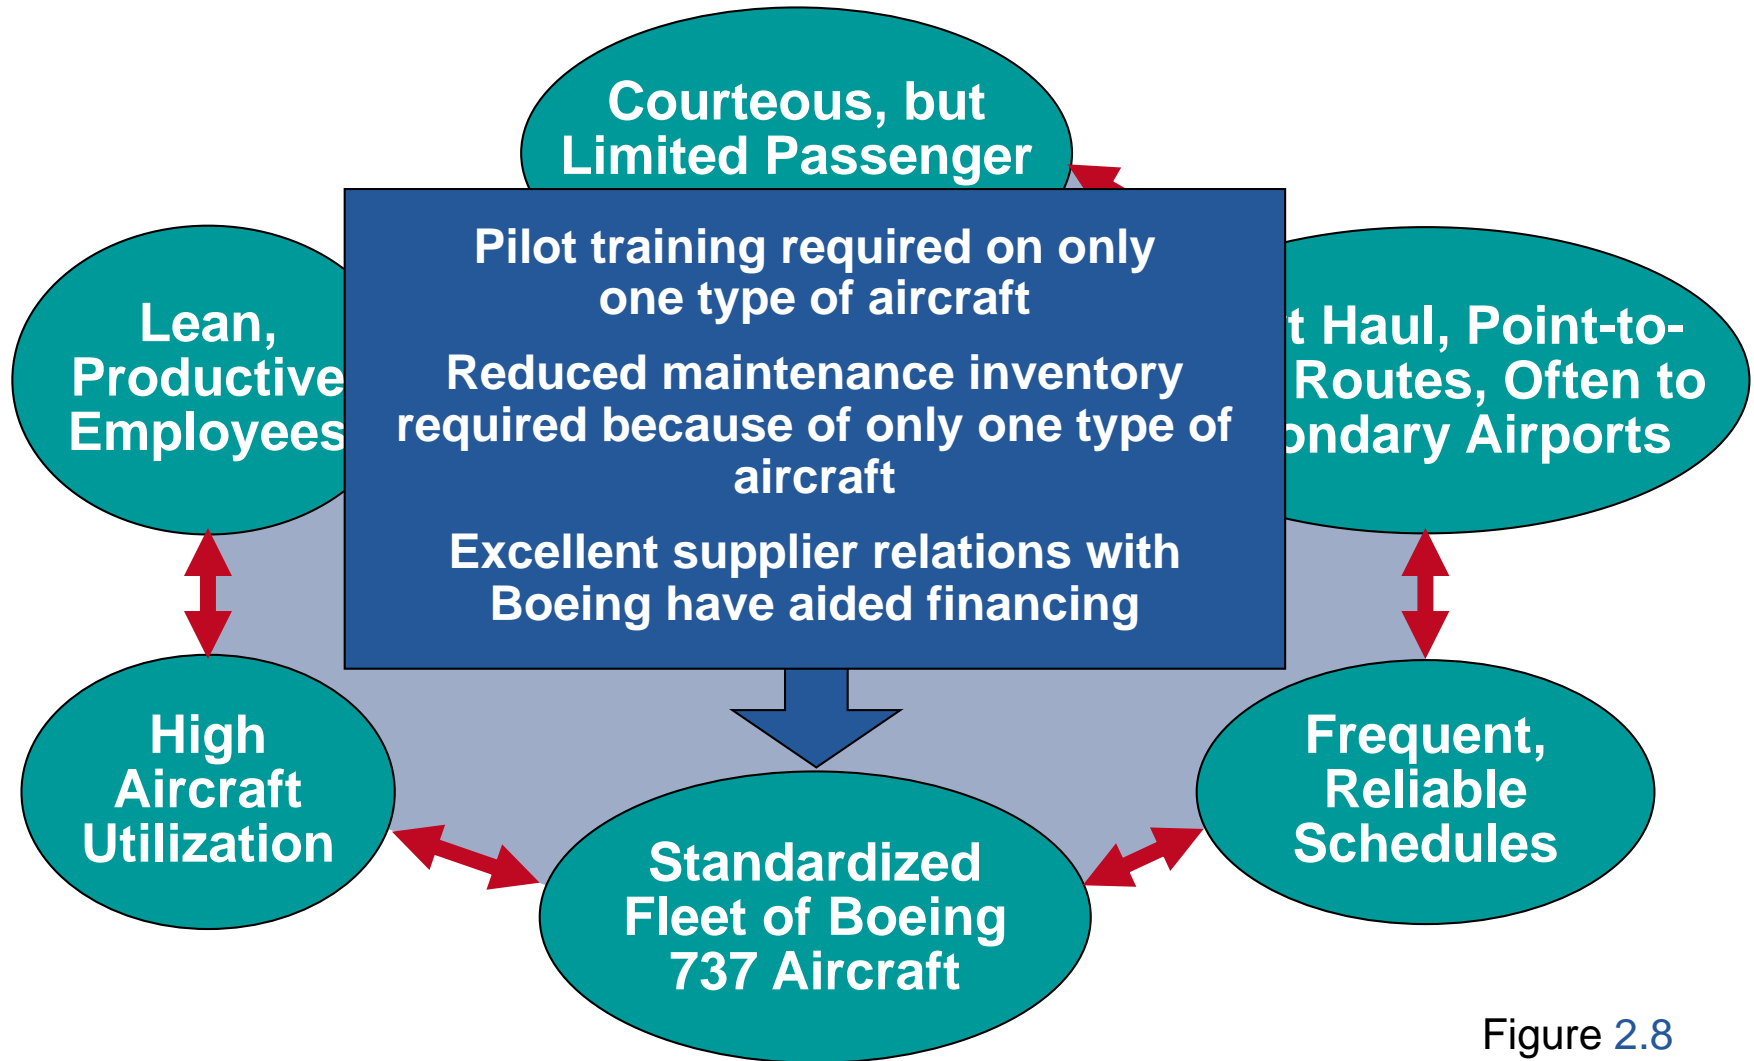 Courteous, but
Limited Passenger
Pilot training required on only
one type of aircraft
Reduced maintenance inventory
required because of only one type of
aircraft
Excellent supplier relations with
Boeing have aided financing
Lean,
Productive
Employees
t Haul, Point-to-
Routes, Often to
ondary Airports
High
Aircraft
Utilization
Frequent,
Reliable
Schedules
Standardized
Fleet of Boeing
737 Aircraft
Figure 2.8